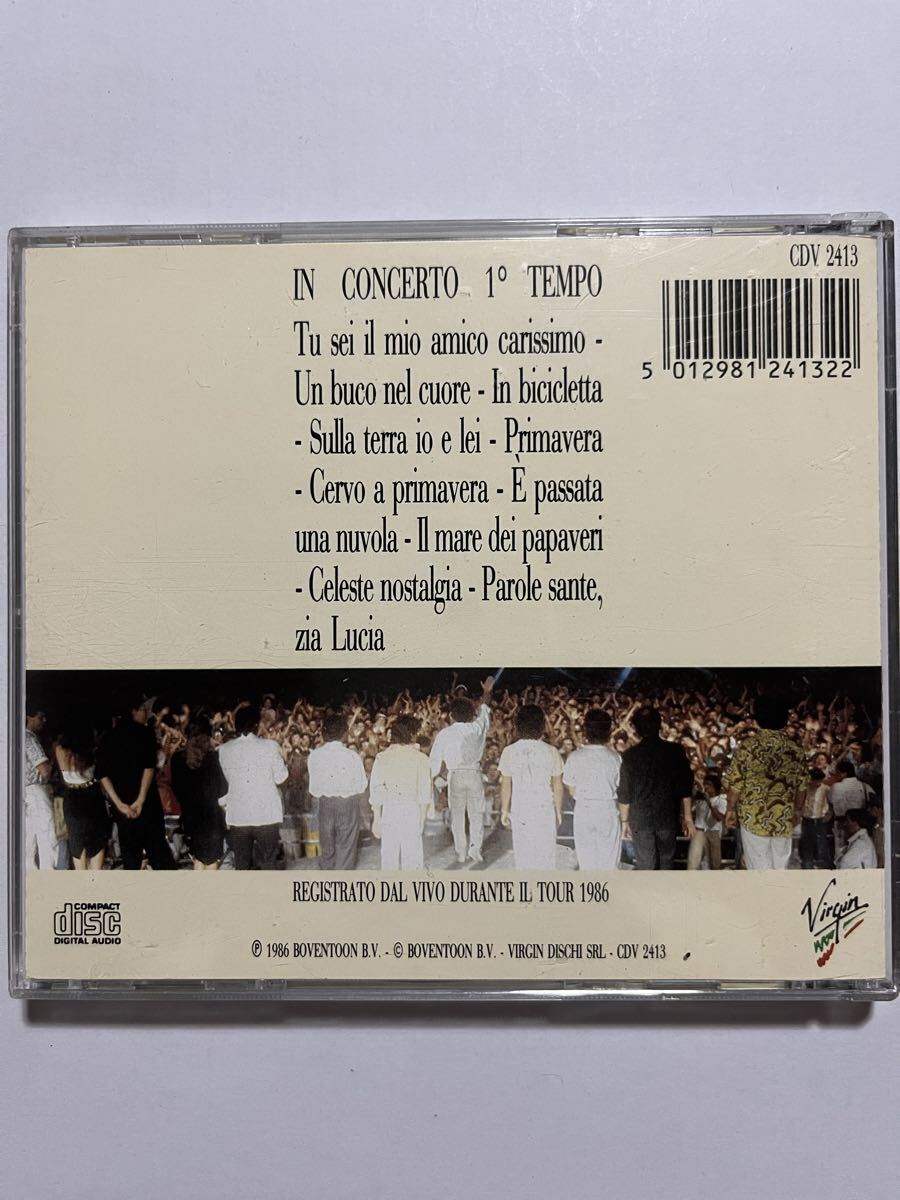 CDV 2413
IN CONCERTO 1° TEMPO
Tu sei il mio amico carissimo -
Un buco nel cuore - In bicicletta
- Sulla terra io e lei - Primavera
- Cervo a primavera - È passata
una nuvola - Il mare dei papaveri
- Celeste nostalgia - Parole sante,
zia Lucia
5 012981 241322
REGISTRATO DAL VIVO DURANTE IL TOUR 1986
COMPACT
disc
DIGITAL AUDIO
Ⓟ 1986 BOVENTOON B.V. - © BOVENTOON B.V. - VIRGIN DISCHI SRL - CDV 2413
Virgin